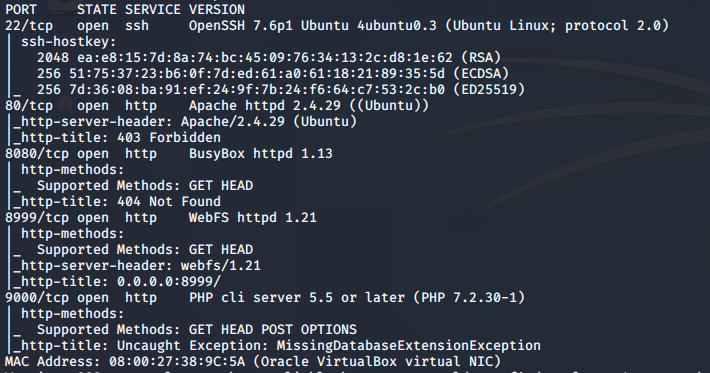 PORT     STATE SERVICE VERSION
22/tcp   open  ssh     OpenSSH 7.6p1 Ubuntu 4ubuntu0.3 (Ubuntu Linux; protocol 2.0)
| ssh-hostkey:
|   2048 ea:e8:15:7d:8a:74:bc:45:09:76:34:13:2c:d8:1e:62 (RSA)
|   256 51:75:37:23:b6:0f:7d:ed:61:a0:61:18:21:89:35:5d (ECDSA)
|_  256 7d:36:08:ba:91:ef:24:9f:7b:24:f6:64:c7:53:2c:b0 (ED25519)
80/tcp   open  http    Apache httpd 2.4.29 ((Ubuntu))
|_http-server-header: Apache/2.4.29 (Ubuntu)
|_http-title: 403 Forbidden
8080/tcp open  http    BusyBox httpd 1.13
| http-methods:
|_  Supported Methods: GET HEAD
|_http-title: 404 Not Found
8999/tcp open  http    WebFS httpd 1.21
| http-methods:
|_  Supported Methods: GET HEAD
|_http-server-header: webfs/1.21
|_http-title: 0.0.0.0:8999/
9000/tcp open  http    PHP cli server 5.5 or later (PHP 7.2.30-1)
| http-methods:
|_  Supported Methods: GET HEAD POST OPTIONS
|_http-title: Uncaught Exception: MissingDatabaseExtensionException
MAC Address: 08:00:27:38:9C:5A (Oracle VirtualBox virtual NIC)